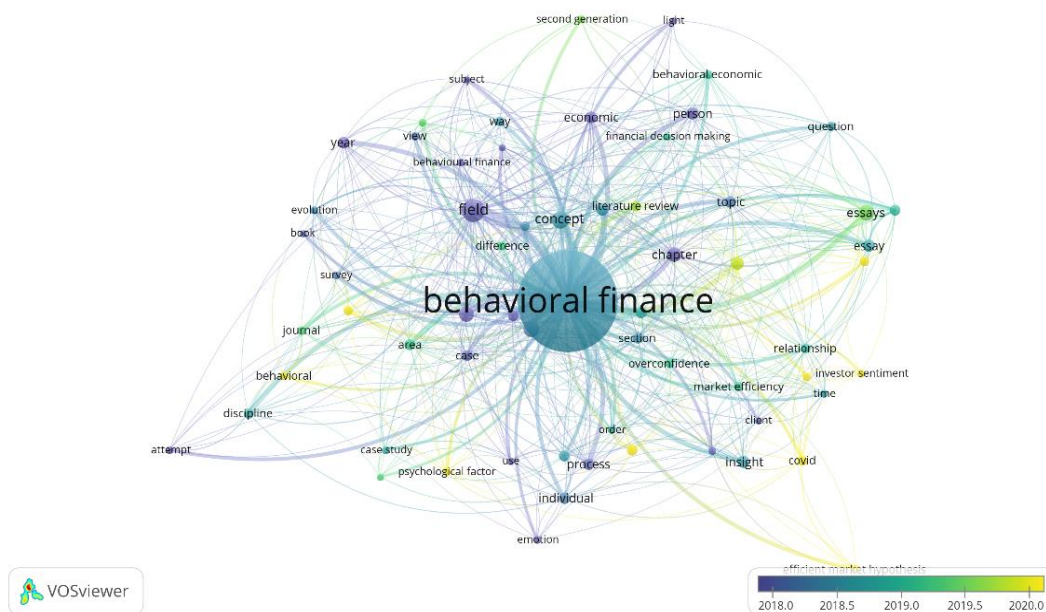 second generation
light
behavioral economic
subject
person
economic
way
question
view
financial decision making
year
behavioural finance
literature review
topic
evolution
field
essays
concept
book
difference
essay
chapter
survey
behavioral finance
journal
section
area
relationship
case
overconfidence
behavioral
investor sentiment
market efficiency
time
discipline
client
order
attempt
case study
use
process
insight
covid
psychological factor
individual
emotion
efficient market hypothesis
VOSviewer
2018.0 2018.5 2019.0 2019.5 2020.0